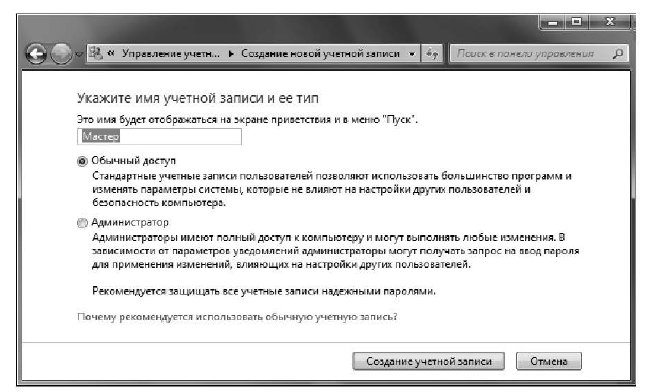 « Управление учетн... ▸ Создание новой учетной записи
Поиск в панели управления
Укажите имя учетной записи и ее тип
Это имя будет отображаться на экране приветствия и в меню "Пуск".
Мастер
Обычный доступ
Стандартные учетные записи пользователей позволяют использовать большинство программ и
изменять параметры системы, которые не влияют на настройки других пользователей и
безопасность компьютера.
Администратор
Администраторы имеют полный доступ к компьютеру и могут выполнять любые изменения. В
зависимости от параметров уведомлений администраторы могут получать запрос на ввод пароля
для применения изменений, влияющих на настройки других пользователей.
Рекомендуется защищать все учетные записи надежными паролями.
Почему рекомендуется использовать обычную учетную запись?
Создание учетной записи
Отмена